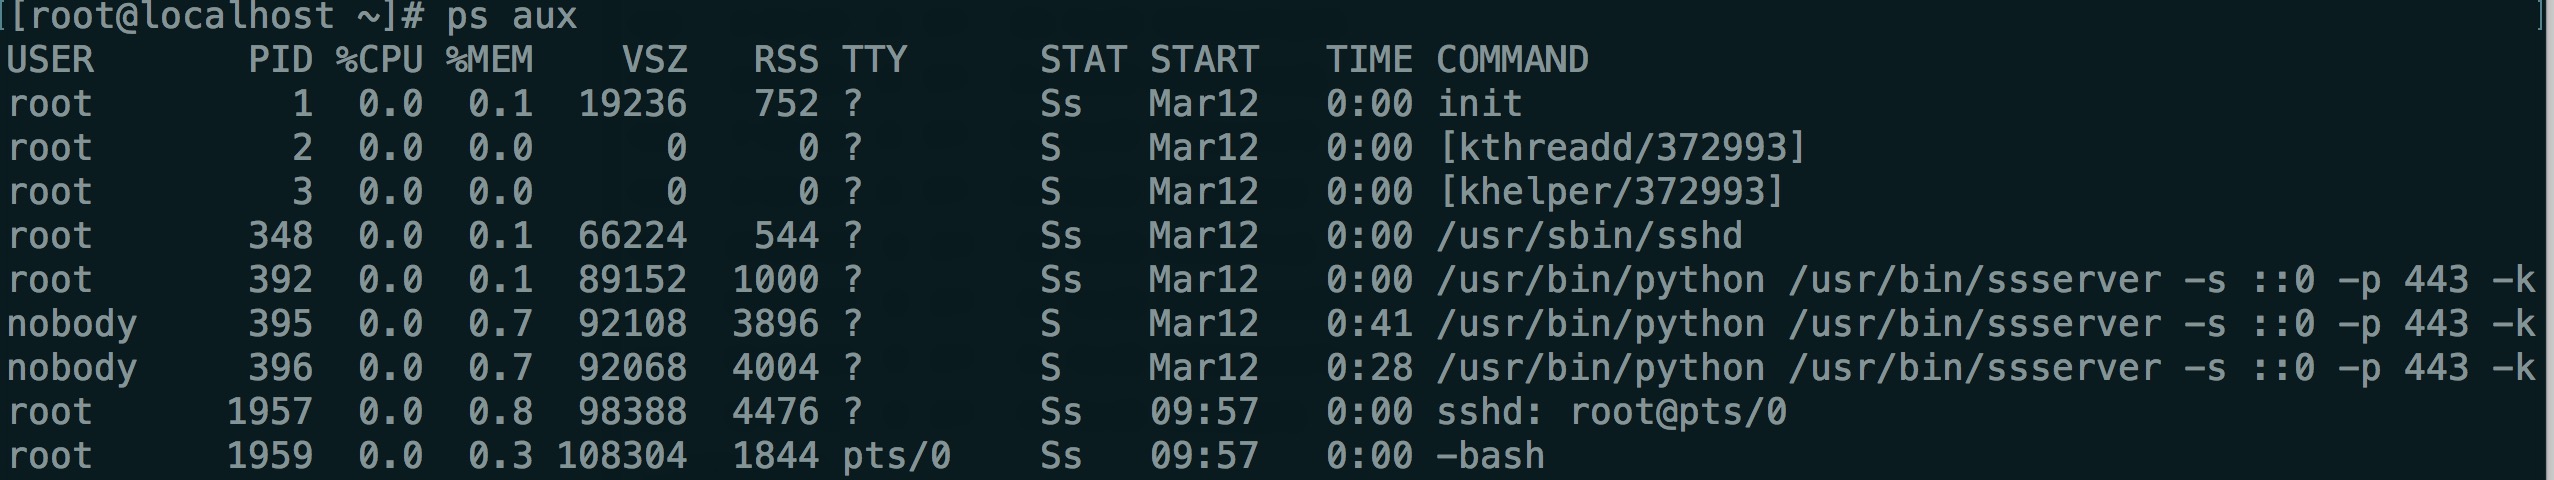 [[root@localhost ~]# ps aux ]
USER       PID %CPU %MEM    VSZ   RSS TTY      STAT START   TIME COMMAND
root         1  0.0  0.1  19236   752 ?        Ss   Mar12   0:00 init
root         2  0.0  0.0      0     0 ?        S    Mar12   0:00 [kthreadd/372993]
root         3  0.0  0.0      0     0 ?        S    Mar12   0:00 [khelper/372993]
root       348  0.0  0.1  66224   544 ?        Ss   Mar12   0:00 /usr/sbin/sshd
root       392  0.0  0.1  89152  1000 ?        Ss   Mar12   0:00 /usr/bin/python /usr/bin/ssserver -s ::0 -p 443 -k
nobody     395  0.0  0.7  92108  3896 ?        S    Mar12   0:41 /usr/bin/python /usr/bin/ssserver -s ::0 -p 443 -k
nobody     396  0.0  0.7  92068  4004 ?        S    Mar12   0:28 /usr/bin/python /usr/bin/ssserver -s ::0 -p 443 -k
root      1957  0.0  0.8  98388  4476 ?        Ss   09:57   0:00 sshd: root@pts/0
root      1959  0.0  0.3 108304  1844 pts/0    Ss   09:57   0:00 -bash